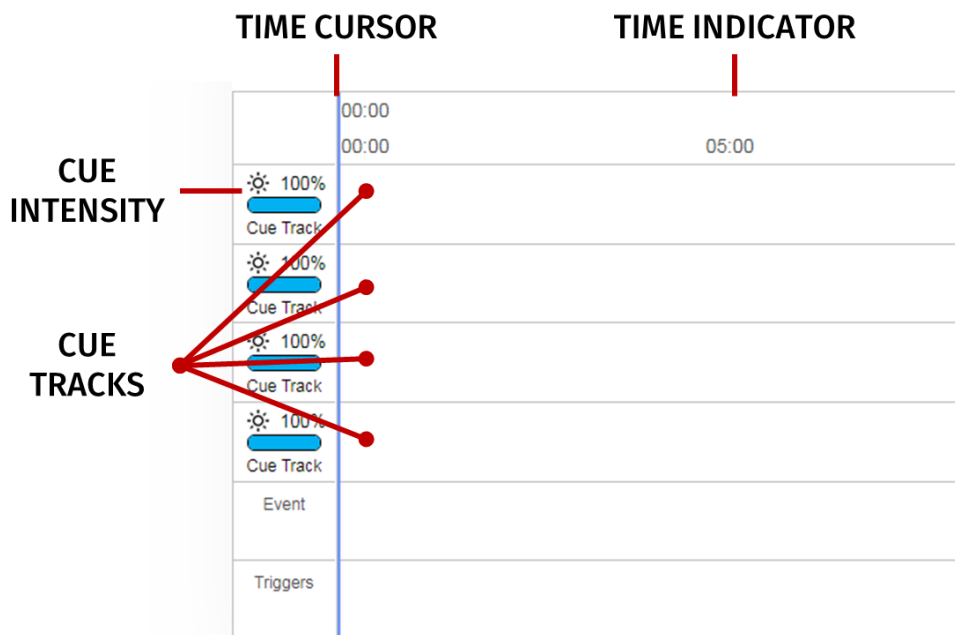 TIME CURSOR
TIME INDICATOR
00:00
00:00
05:00
CUE
INTENSITY
100%
Cue Track
100%
Cue Track
CUE
TRACKS
100%
Cue Track
100%
Cue Track
Event
Triggers